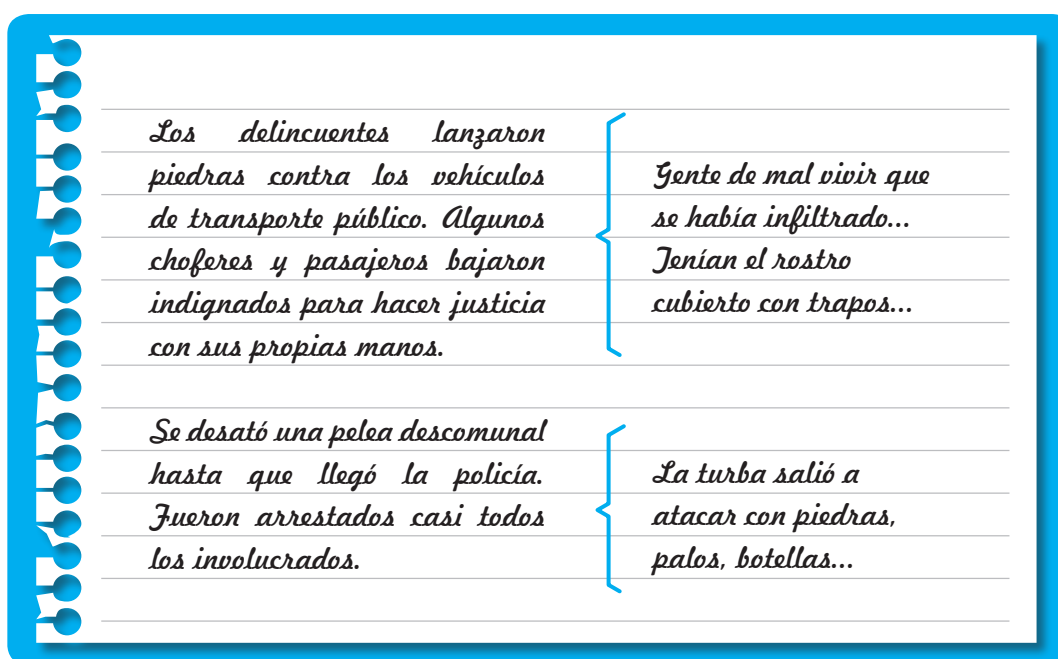 Los delincuentes lanzaron
piedras contra los vehículos
de transporte público. Algunos
choferes y pasajeros bajaron
indignados para hacer justicia
con sus propias manos.
Gente de mal vivir que
se había infiltrado...
Tenían el rostro
cubierto con trapos...
Se desató una pelea descomunal
hasta que llegó la policía.
Fueron arrestados casi todos
los involucrados.
La turba salió a
atacar con piedras,
palos, botellas...